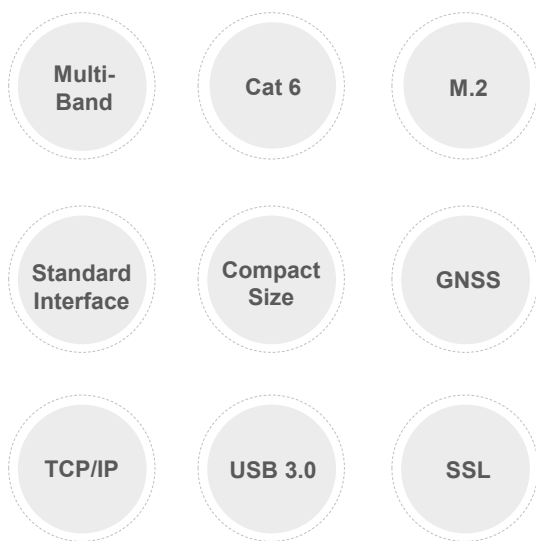 Multi-
Band
Cat 6
M.2
Standard
Interface
Compact
Size
GNSS
TCP/IP
USB 3.0
SSL